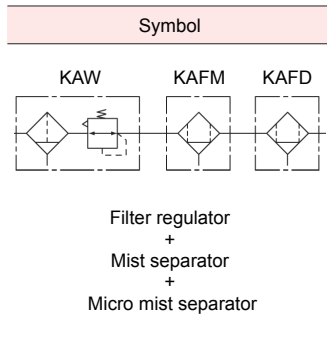 Symbol
KAW KAFM KAFD
Filter regulator
+
Mist separator
+
Micro mist separator